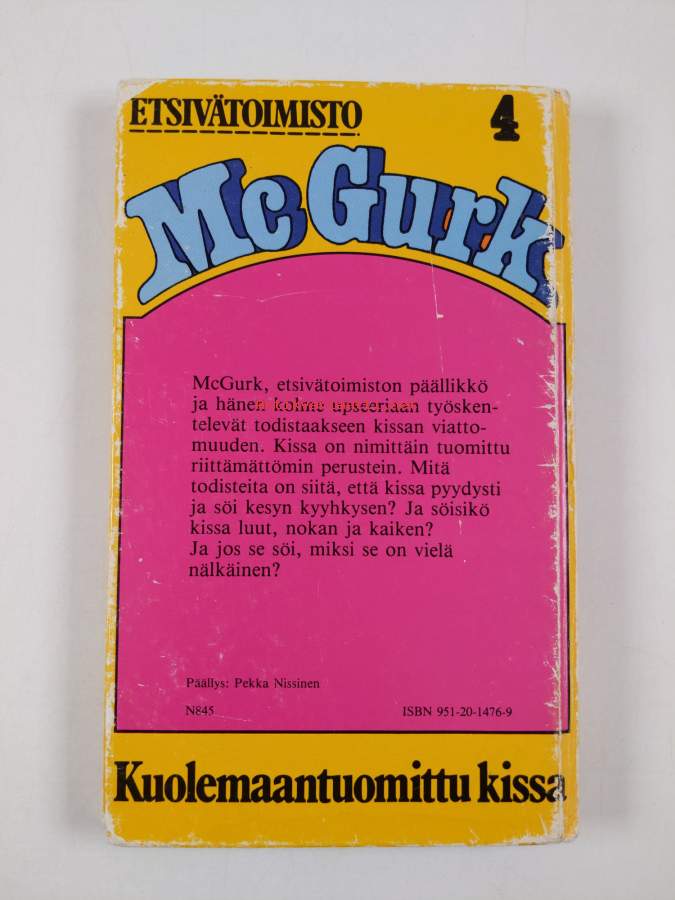 ETSIVÄTOIMISTO 4
McGurk
McGurk, etsivätoimiston päällikkö
ja hänen kolme upseeriaan työsken-
televät todistaakseen kissan viatto-
muuden. Kissa on nimittäin tuomittu
riittämättömin perustein. Mitä
todisteita on siitä, että kissa pyydysti
ja söi kesyn kyyhkysen? Ja söisikö
kissa luut, nokan ja kaiken?
Ja jos se söi, miksi se on vielä
nälkäinen?
Päällys: Pekka Nissinen
N845 ISBN 951-20-1476-9
Kuolemaantuomittu kissa